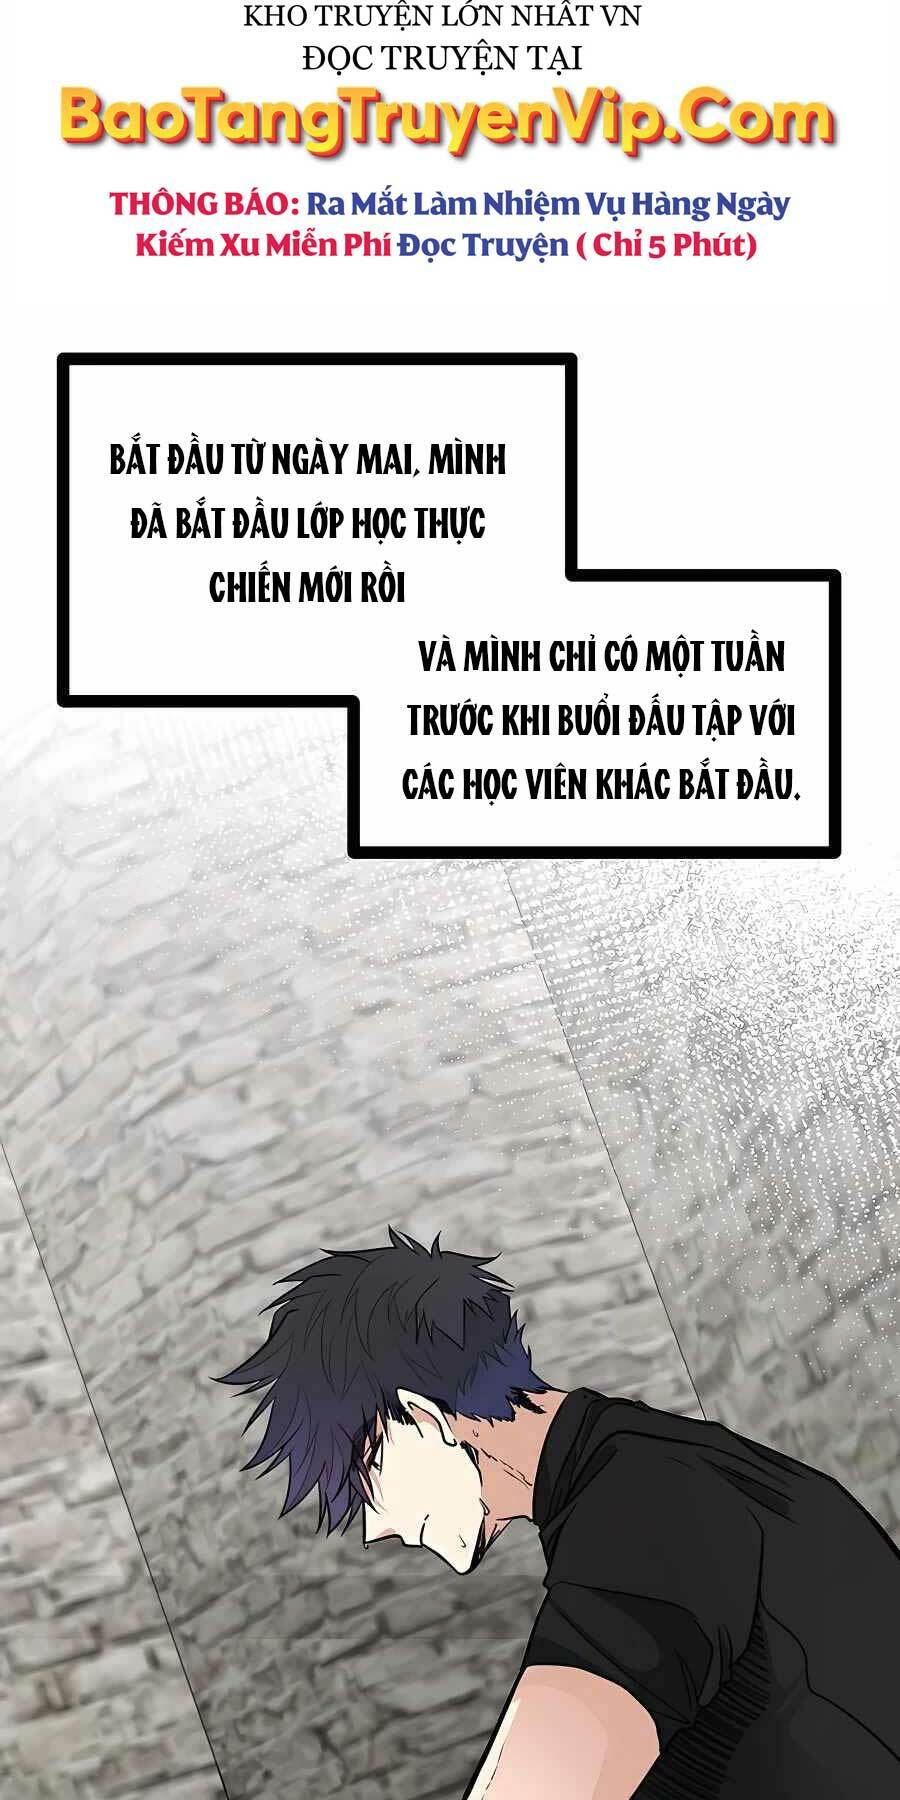 KHO TRUYỆN LỚN NHẤT VN
ĐỌC TRUYỆN TẠI
BaoTangTruyenVip.Com
THÔNG BÁO: Ra Mắt Làm Nhiệm Vụ Hàng Ngày
Kiếm Xu Miễn Phí Đọc Truyện ( Chỉ 5 Phút)
BẮT ĐẦU TỪ NGÀY MAI, MÌNH
ĐÃ BẮT ĐẦU LỚP HỌC THỰC
CHIẾN MỚI RỒI
VÀ MÌNH CHỈ CÓ MỘT TUẦN
TRƯỚC KHI BUỔI ĐẤU TẬP VỚI
CÁC HỌC VIÊN KHÁC BẮT ĐẦU.